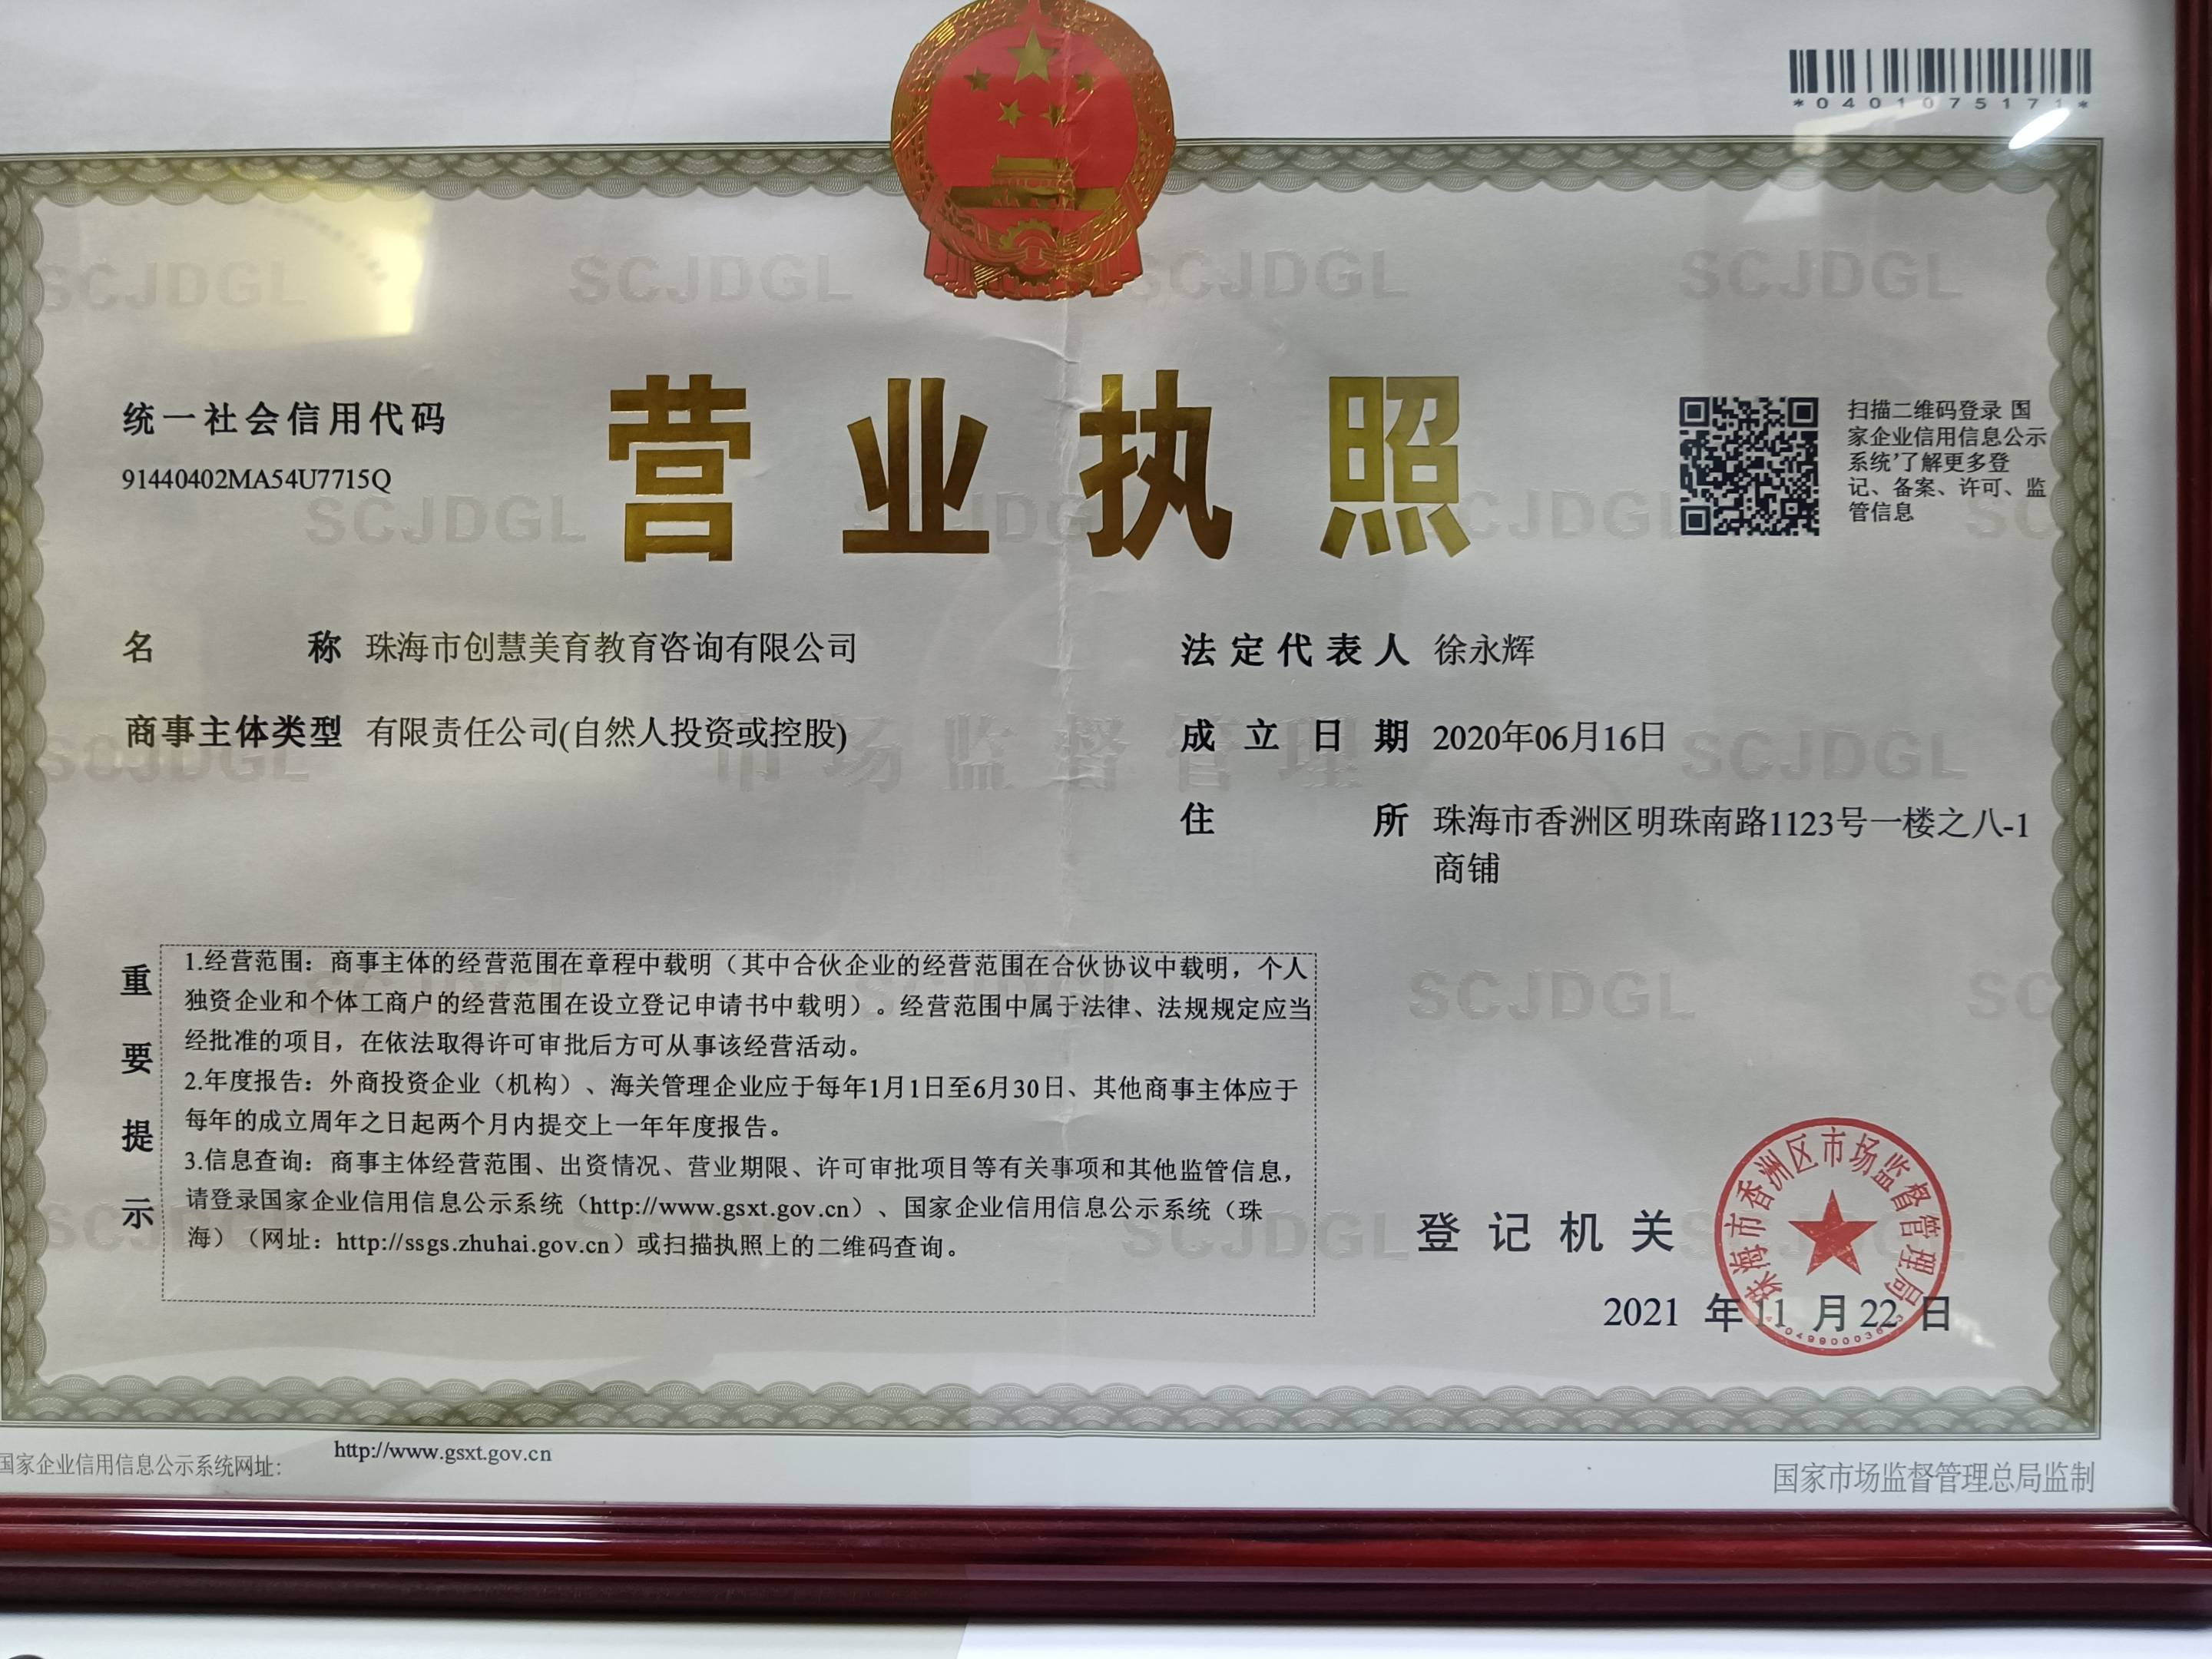 *0401075171*
营业执照
统一社会信用代码
91440402MA54U7715Q
扫描二维码登录 国
家企业信用信息公示
系统’了解更多登
记、备案、许可、监
管信息
名称 珠海市创慧美育教育咨询有限公司
商事主体类型 有限责任公司(自然人投资或控股)
法定代表人 徐永辉
成立日期 2020年06月16日
住所 珠海市香洲区明珠南路1123号一楼之八-1
商铺
重要提示
1.经营范围：商事主体的经营范围在章程中载明（其中合伙企业的经营范围在合伙协议中载明，个人
独资企业和个体工商户的经营范围在设立登记申请书中载明）。经营范围中属于法律、法规规定应当
经批准的项目，在依法取得许可审批后方可从事该经营活动。
2.年度报告：外商投资企业（机构）、海关管理企业应于每年1月1日至6月30日、其他商事主体应于
每年的成立周年之日起两个月内提交上一年年度报告。
3.信息查询：商事主体经营范围、出资情况、营业期限、许可审批项目等有关事项和其他监管信息，
请登录国家企业信用信息公示系统（http://www.gsxt.gov.cn）、国家企业信用信息公示系统（珠
海）（网址：http://ssgs.zhuhai.gov.cn）或扫描执照上的二维码查询。
登记机关
珠海市香洲区市场监督管理局
2021 年 11 月 22 日
国家企业信用信息公示系统网址：
http://www.gsxt.gov.cn
国家市场监督管理总局监制
SCJDGL
市场监督管理